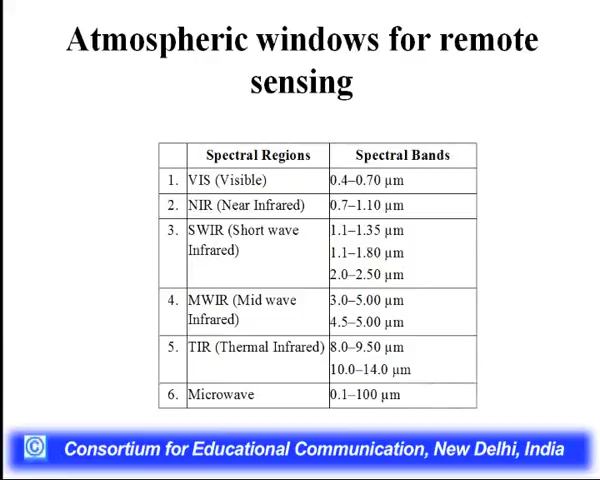 Atmospheric windows for remote
sensing
Spectral Regions Spectral Bands
1. VIS (Visible) 0.4–0.70 µm
2. NIR (Near Infrared) 0.7–1.10 µm
3. SWIR (Short wave Infrared) 1.1–1.35 µm
1.1–1.80 µm
2.0–2.50 µm
4. MWIR (Mid wave Infrared) 3.0–5.00 µm
4.5–5.00 µm
5. TIR (Thermal Infrared) 8.0–9.50 µm
10.0–14.0 µm
6. Microwave 0.1–100 µm
© Consortium for Educational Communication, New Delhi, India